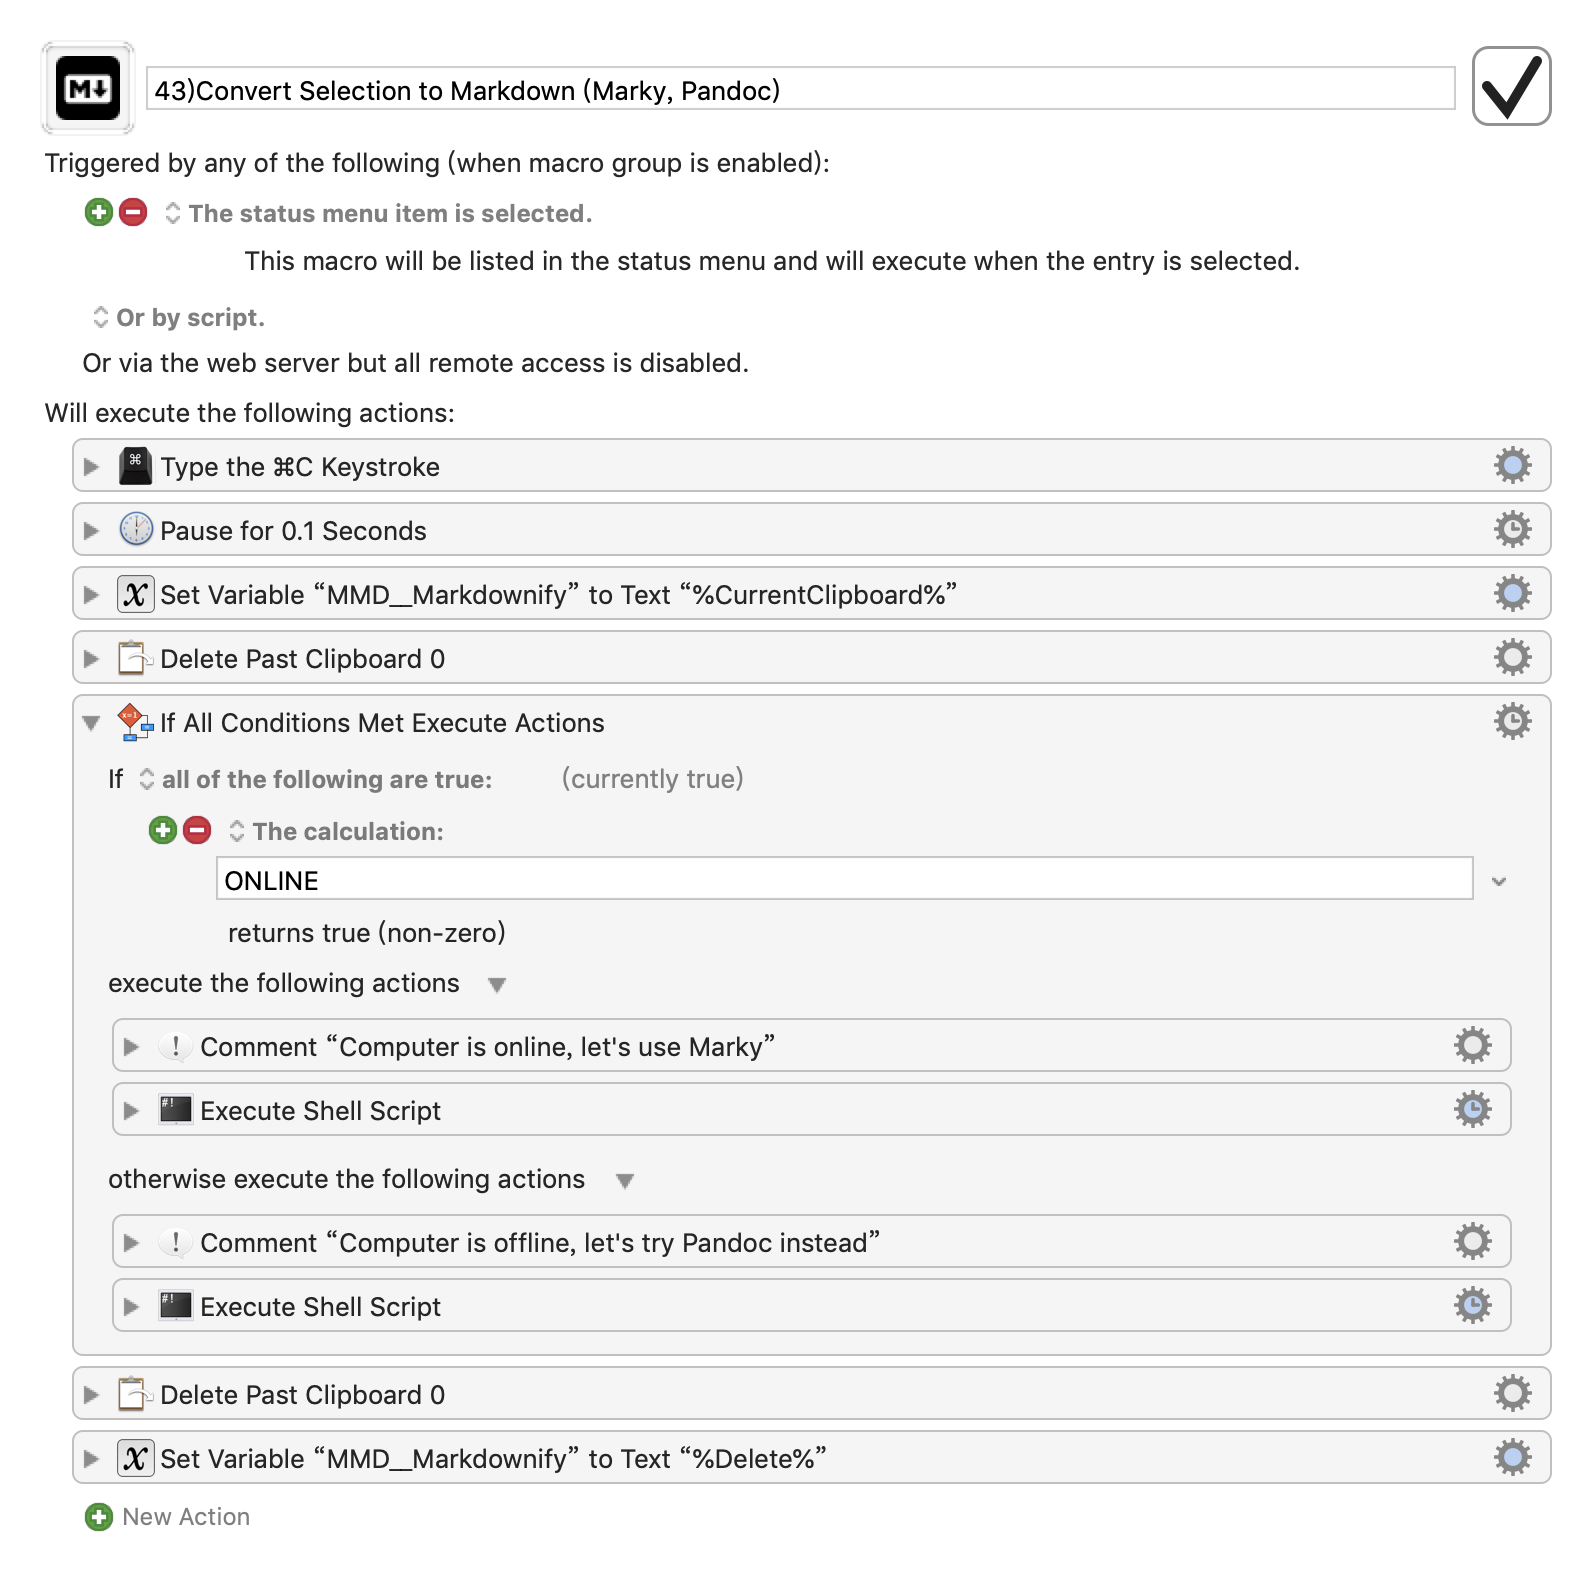 M↓
43)Convert Selection to Markdown (Marky, Pandoc)
Triggered by any of the following (when macro group is enabled):
The status menu item is selected.
This macro will be listed in the status menu and will execute when the entry is selected.
Or by script.
Or via the web server but all remote access is disabled.
Will execute the following actions:
⌘
Type the ⌘C Keystroke
Pause for 0.1 Seconds
x Set Variable “MMD__Markdownify” to Text “%CurrentClipboard%”
Delete Past Clipboard 0
x=1
If All Conditions Met Execute Actions
If all of the following are true: (currently true)
The calculation:
ONLINE
returns true (non-zero)
execute the following actions
! Comment “Computer is online, let's use Marky”
#! Execute Shell Script
otherwise execute the following actions
! Comment “Computer is offline, let's try Pandoc instead”
#! Execute Shell Script
Delete Past Clipboard 0
x Set Variable “MMD__Markdownify” to Text “%Delete%”
New Action